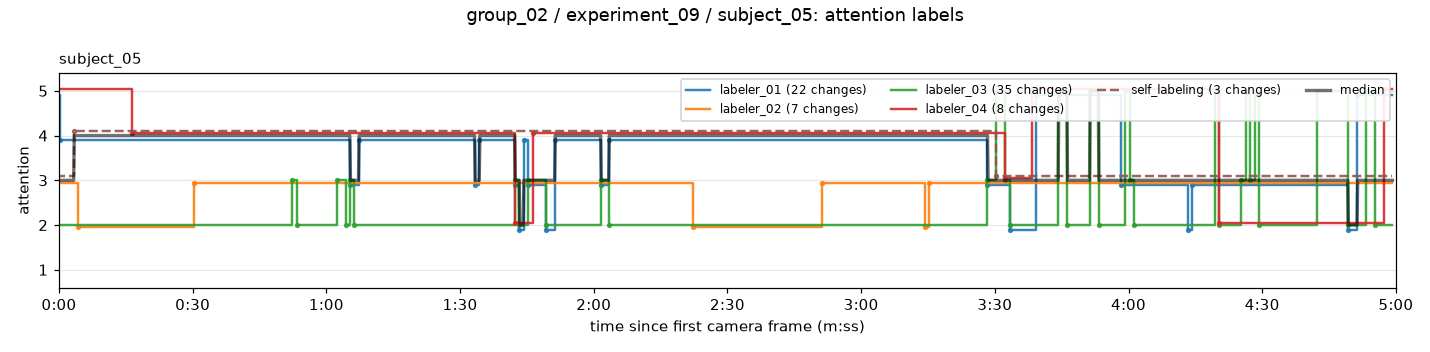 group_02 / experiment_09 / subject_05: attention labels
subject_05
labeler_01 (22 changes)
labeler_02 (7 changes)
labeler_03 (35 changes)
labeler_04 (8 changes)
self_labeling (3 changes)
median
attention
5
4
3
2
1
0:00 0:30 1:00 1:30 2:00 2:30 3:00 3:30 4:00 4:30 5:00
time since first camera frame (m:ss)